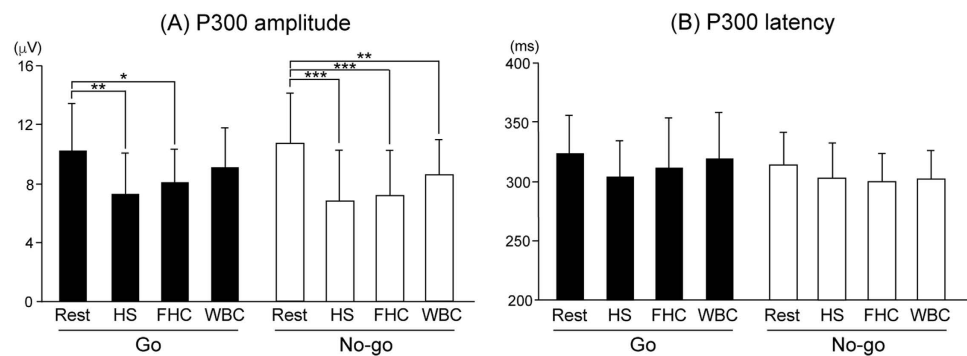 (A) P300 amplitude
(μV)
16
12
8
4
0
*
**
**
***
***
Rest HS FHC WBC
Rest HS FHC WBC
Go
No-go
(B) P300 latency
(ms)
400
350
300
250
200
Rest HS FHC WBC
Rest HS FHC WBC
Go
No-go